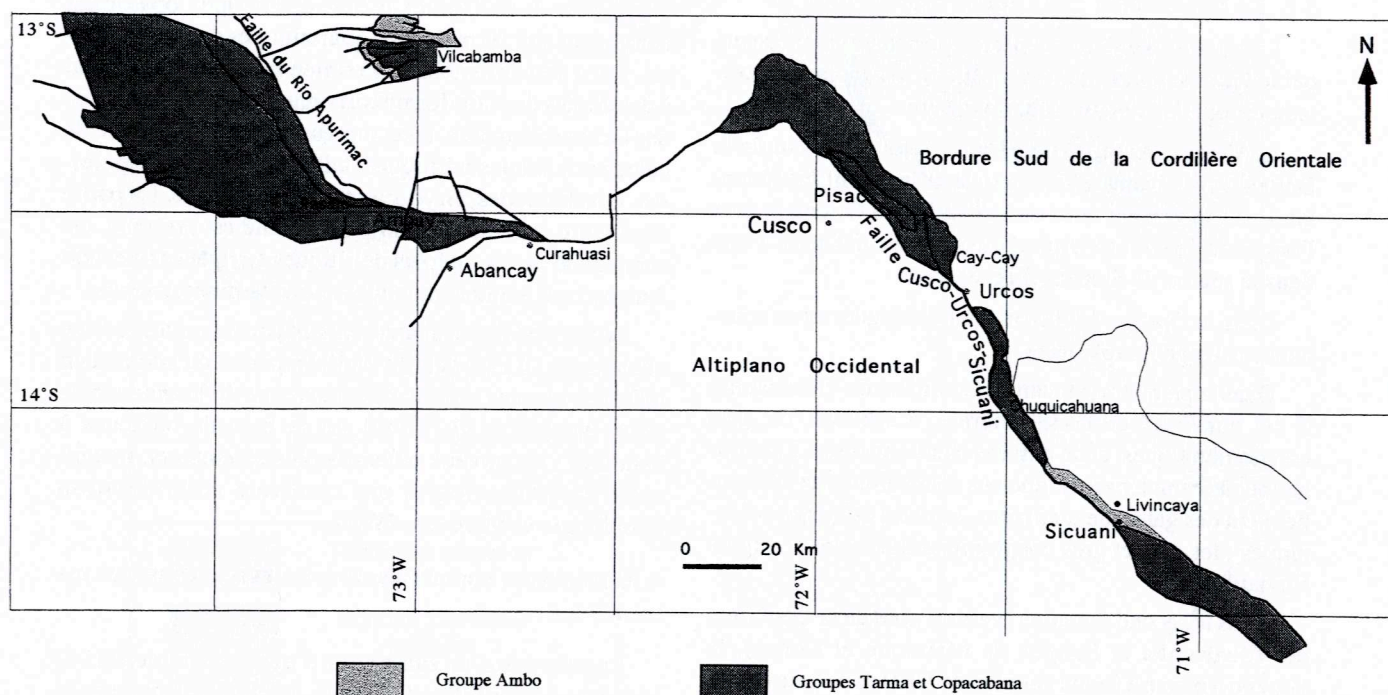 13°S
Faille du Río Apurimac
Vilcabamba
N
Bordure Sud de la Cordillère Orientale
Pisac
Cusco
Faille Cusco-Urcos-Sicuani
Cay-Cay
Urcos
Curahuasi
Abancay
Altiplano Occidental
14°S
Chuquicahuana
Livincaya
Sicuani
0 20 Km
73°W
72°W
71°W
Groupe Ambo
Groupes Tarma et Copacabana